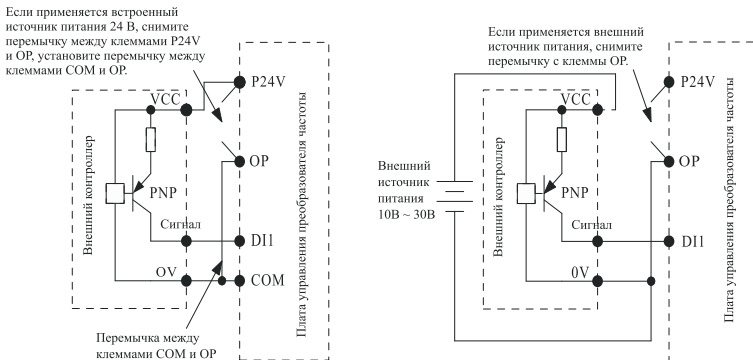 Если применяется встроенный
источник питания 24 В, снимите
перемычку между клеммами P24V
и OP, установите перемычку между
клеммами COM и OP.
VCC
P24V
OP
PNP
Внешний контроллер
Сигнал
DI1
OV
COM
Плата управления преобразователя частоты
Перемычка между
клеммами COM и OP
Если применяется внешний
источник питания, снимите
перемычку с клеммы OP.
P24V
VCC
OP
Внешний
источник
питания
10В ~ 30В
PNP
Внешний контроллер
Сигнал
DI1
0V
Плата управления преобразователя частоты